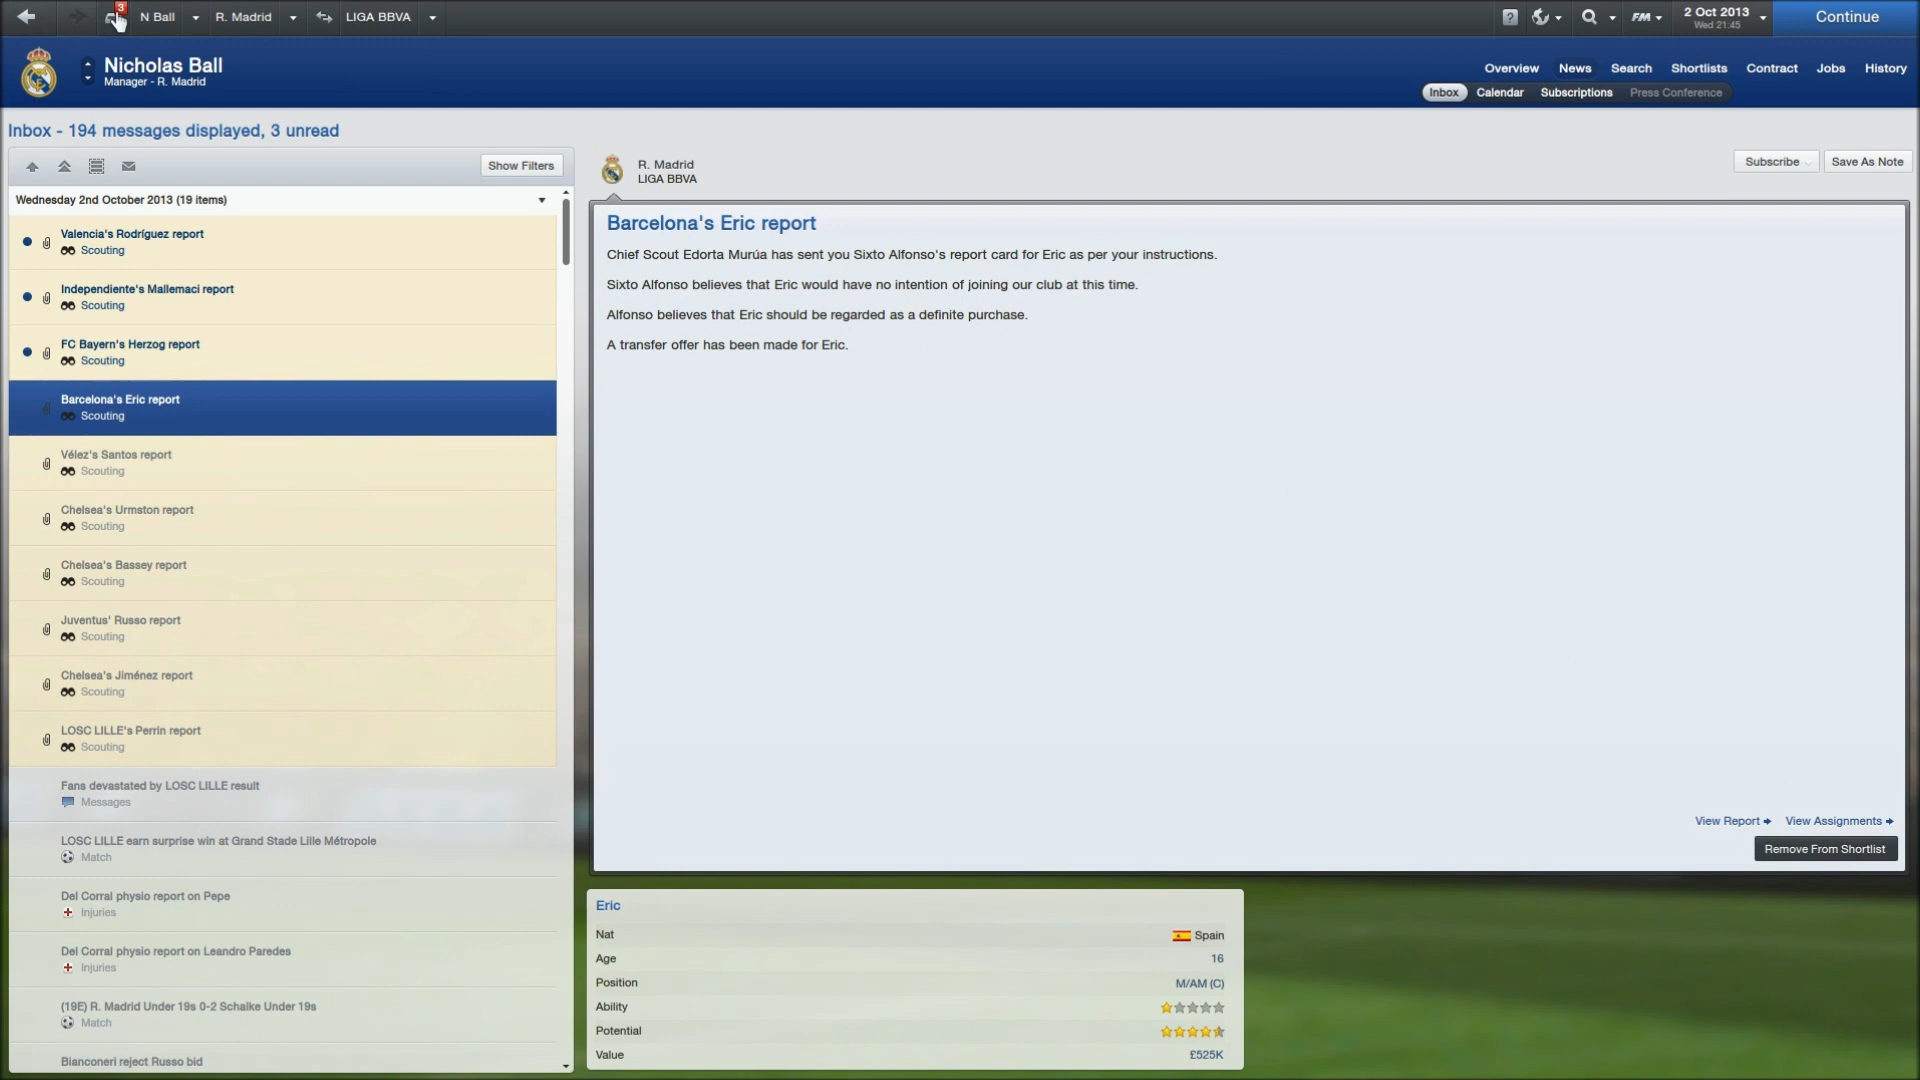 3
N Ball
R. Madrid
LIGA BBVA
?
FM
2 Oct 2013
Wed 21:45
Continue
Nicholas Ball
Manager - R. Madrid
Overview
News
Search
Shortlists
Contract
Jobs
History
Inbox
Calendar
Subscriptions
Press Conference
Inbox - 194 messages displayed, 3 unread
Show Filters
Wednesday 2nd October 2013 (19 items)
Valencia's Rodríguez report
Scouting
Independiente's Mallemaci report
Scouting
FC Bayern's Herzog report
Scouting
Barcelona's Eric report
Scouting
Vélez's Santos report
Scouting
Chelsea's Urmston report
Scouting
Chelsea's Bassey report
Scouting
Juventus' Russo report
Scouting
Chelsea's Jiménez report
Scouting
LOSC LILLE's Perrin report
Scouting
Fans devastated by LOSC LILLE result
Messages
LOSC LILLE earn surprise win at Grand Stade Lille Métropole
Match
Del Corral physio report on Pepe
Injuries
Del Corral physio report on Leandro Paredes
Injuries
(19E) R. Madrid Under 19s 0-2 Schalke Under 19s
Match
Bianconeri reject Russo bid
R. Madrid
LIGA BBVA
Subscribe
Save As Note
Barcelona's Eric report
Chief Scout Edorta Murúa has sent you Sixto Alfonso's report card for Eric as per your instructions.
Sixto Alfonso believes that Eric would have no intention of joining our club at this time.
Alfonso believes that Eric should be regarded as a definite purchase.
A transfer offer has been made for Eric.
View Report
View Assignments
Remove From Shortlist
Eric
Nat Spain
Age 16
Position M/AM (C)
Ability
Potential
Value £525K